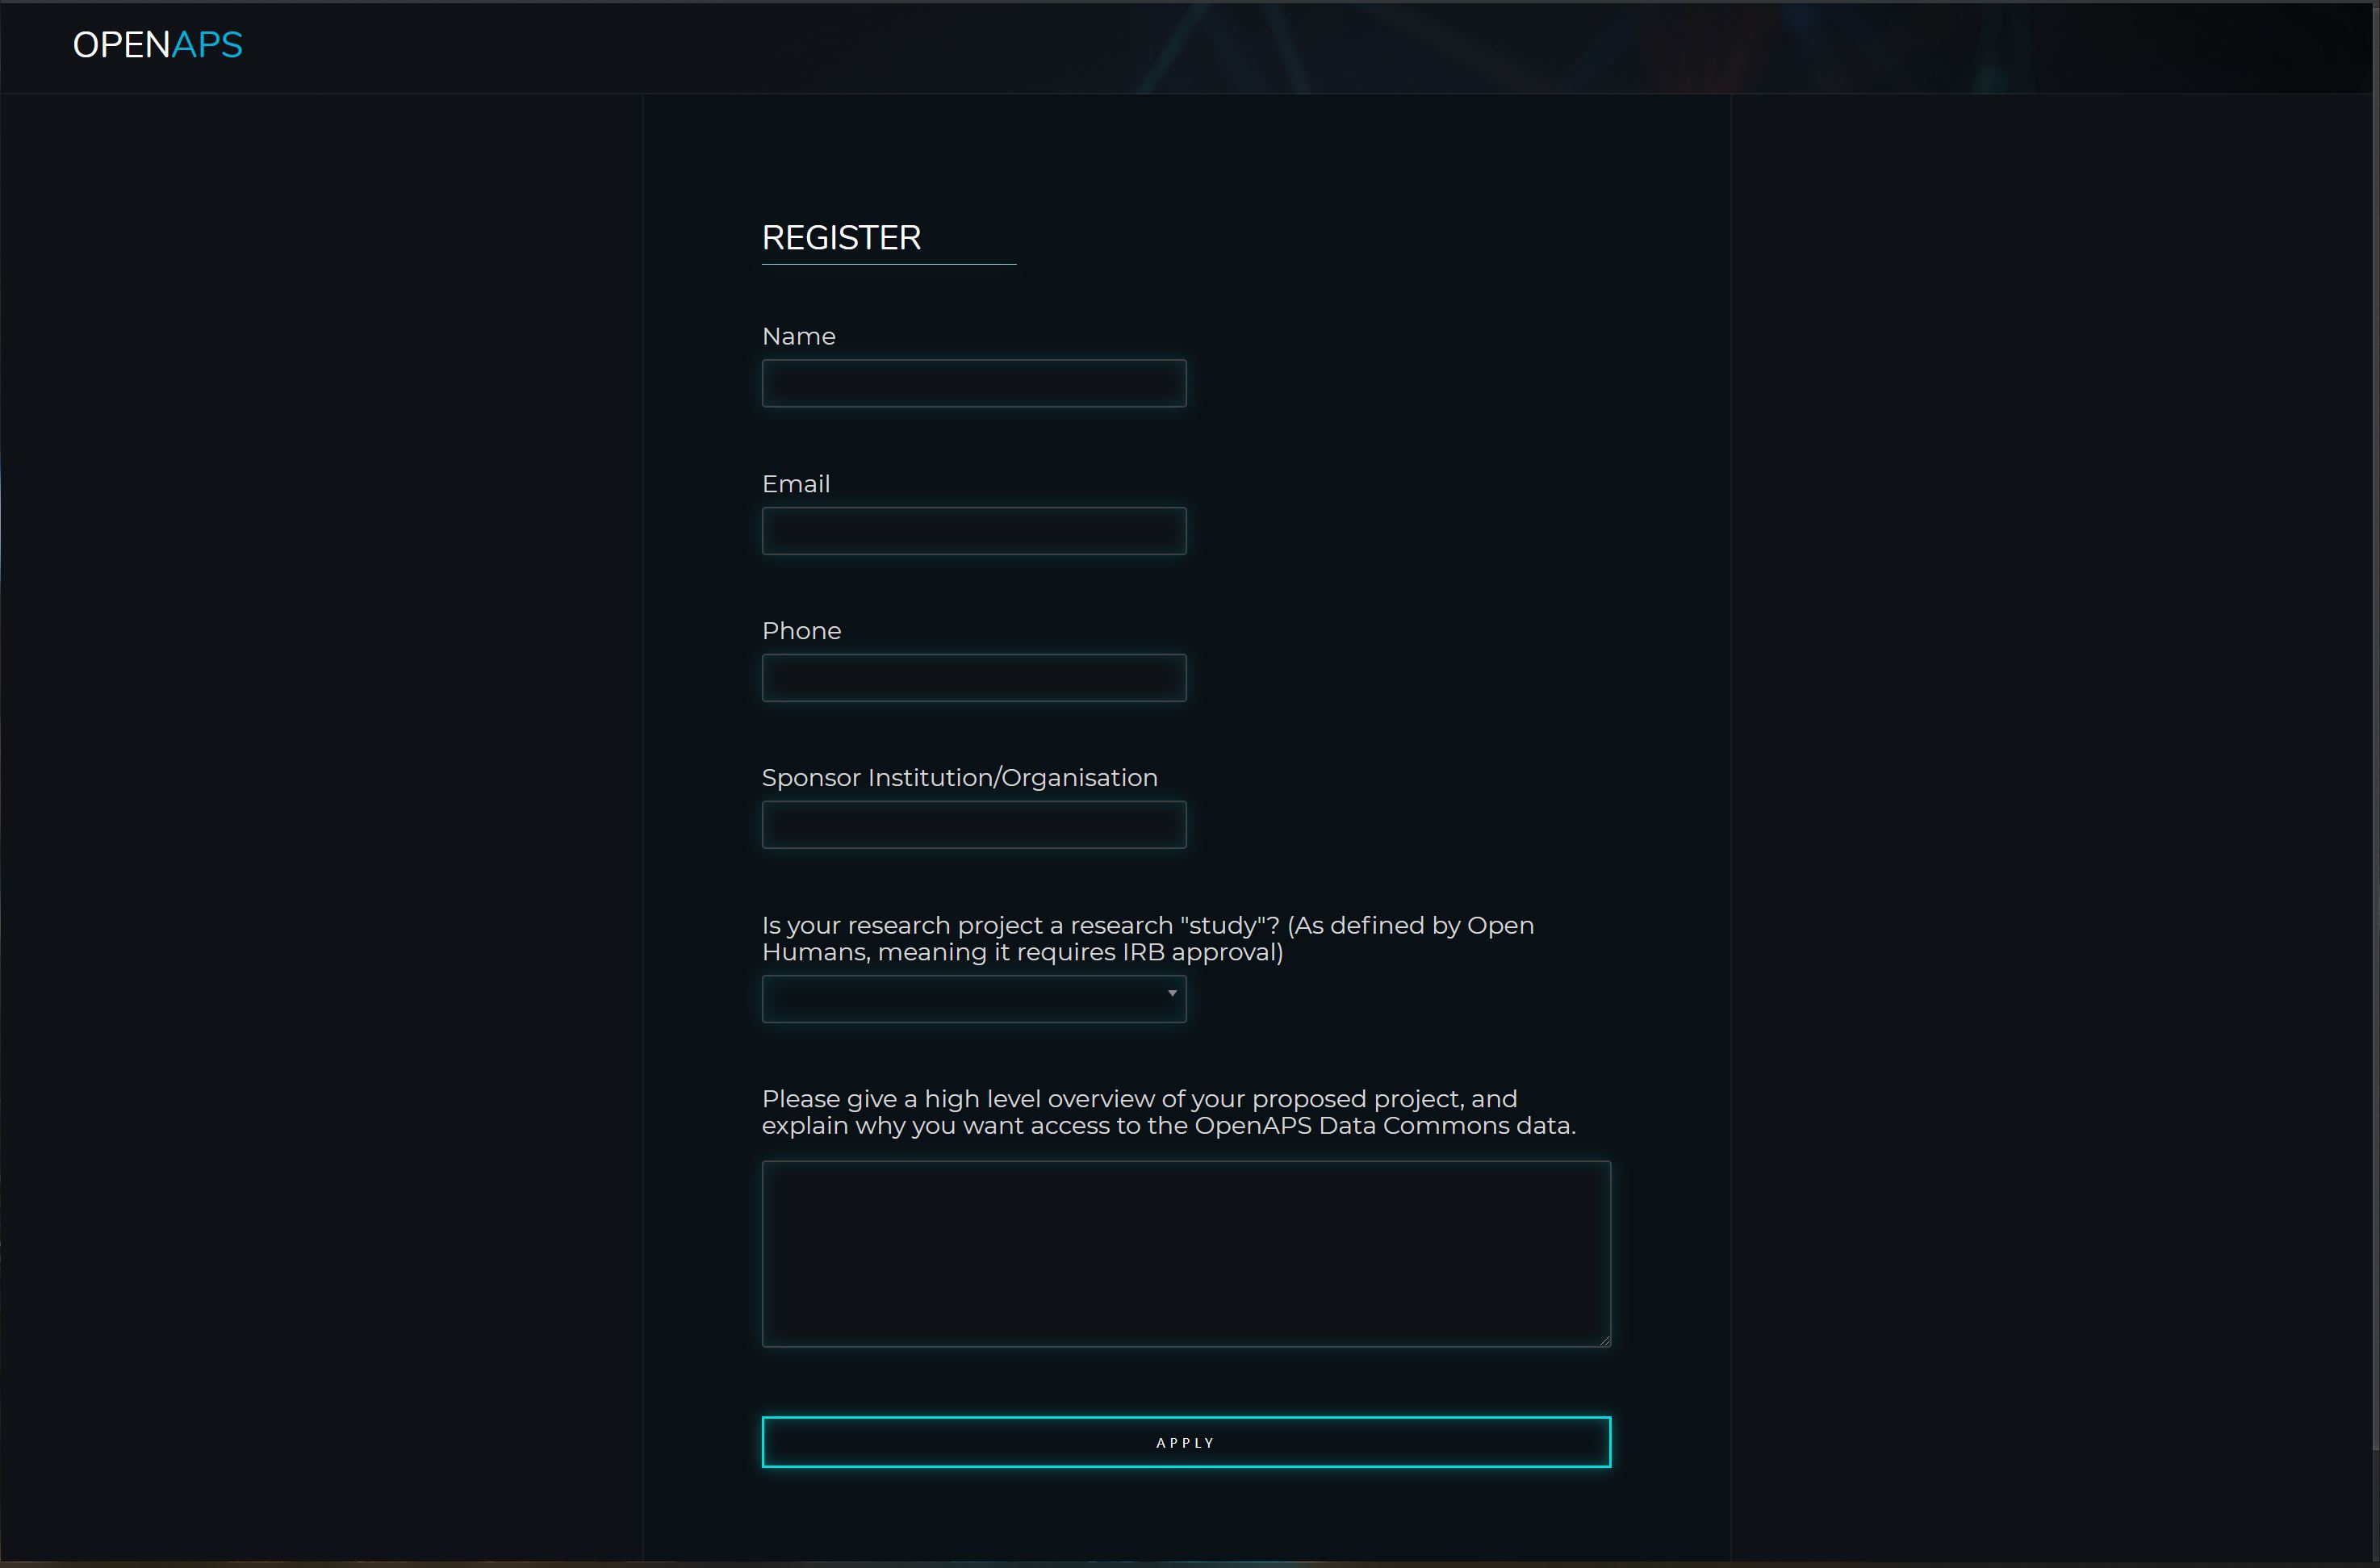 OPENAPS
REGISTER
Name
Email
Phone
Sponsor Institution/Organisation
Is your research project a research "study"? (As defined by Open
Humans, meaning it requires IRB approval)
Please give a high level overview of your proposed project, and
explain why you want access to the OpenAPS Data Commons data.
APPLY